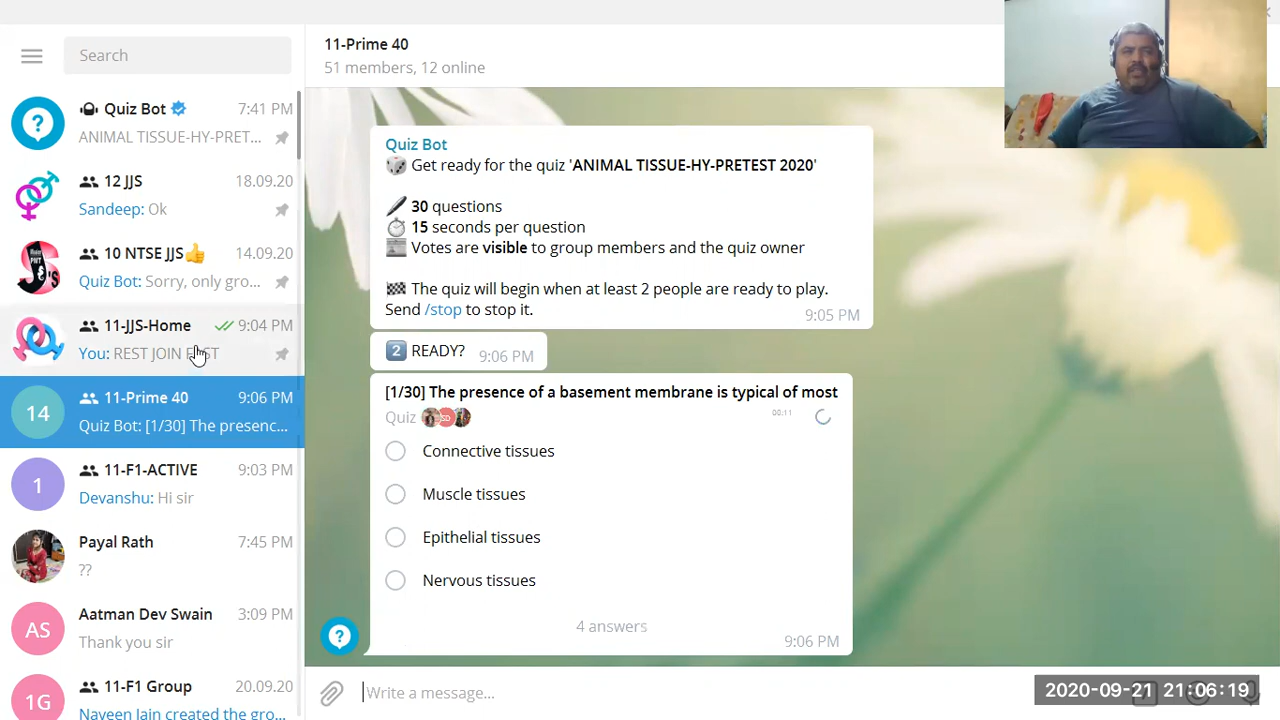 Search
Quiz Bot 7:41 PM
ANIMAL TISSUE-HY-PRET...
12 JJS 18.09.20
Sandeep: Ok
10 NTSE JJS👍 14.09.20
Quiz Bot: Sorry, only gro...
11-JJS-Home 9:04 PM
You: REST JOIN
14
11-Prime 40 9:06 PM
Quiz Bot: [1/30] The presenc...
1
11-F1-ACTIVE 9:03 PM
Devanshu: Hi sir
Payal Rath 7:45 PM
??
AS
Aatman Dev Swain 3:09 PM
Thank you sir
1G
11-F1 Group 20.09.20
Naveen Jain created the gro...
11-Prime 40
51 members, 12 online
Quiz Bot
🎲 Get ready for the quiz 'ANIMAL TISSUE-HY-PRETEST 2020'
🖊 30 questions
⏱ 15 seconds per question
📰 Votes are visible to group members and the quiz owner
🏁 The quiz will begin when at least 2 people are ready to play.
Send /stop to stop it.
9:05 PM
2️⃣ READY? 9:06 PM
[1/30] The presence of a basement membrane is typical of most
Quiz 00:11
Connective tissues
Muscle tissues
Epithelial tissues
Nervous tissues
4 answers
9:06 PM
Write a message...
2020-09-21 21:06:19